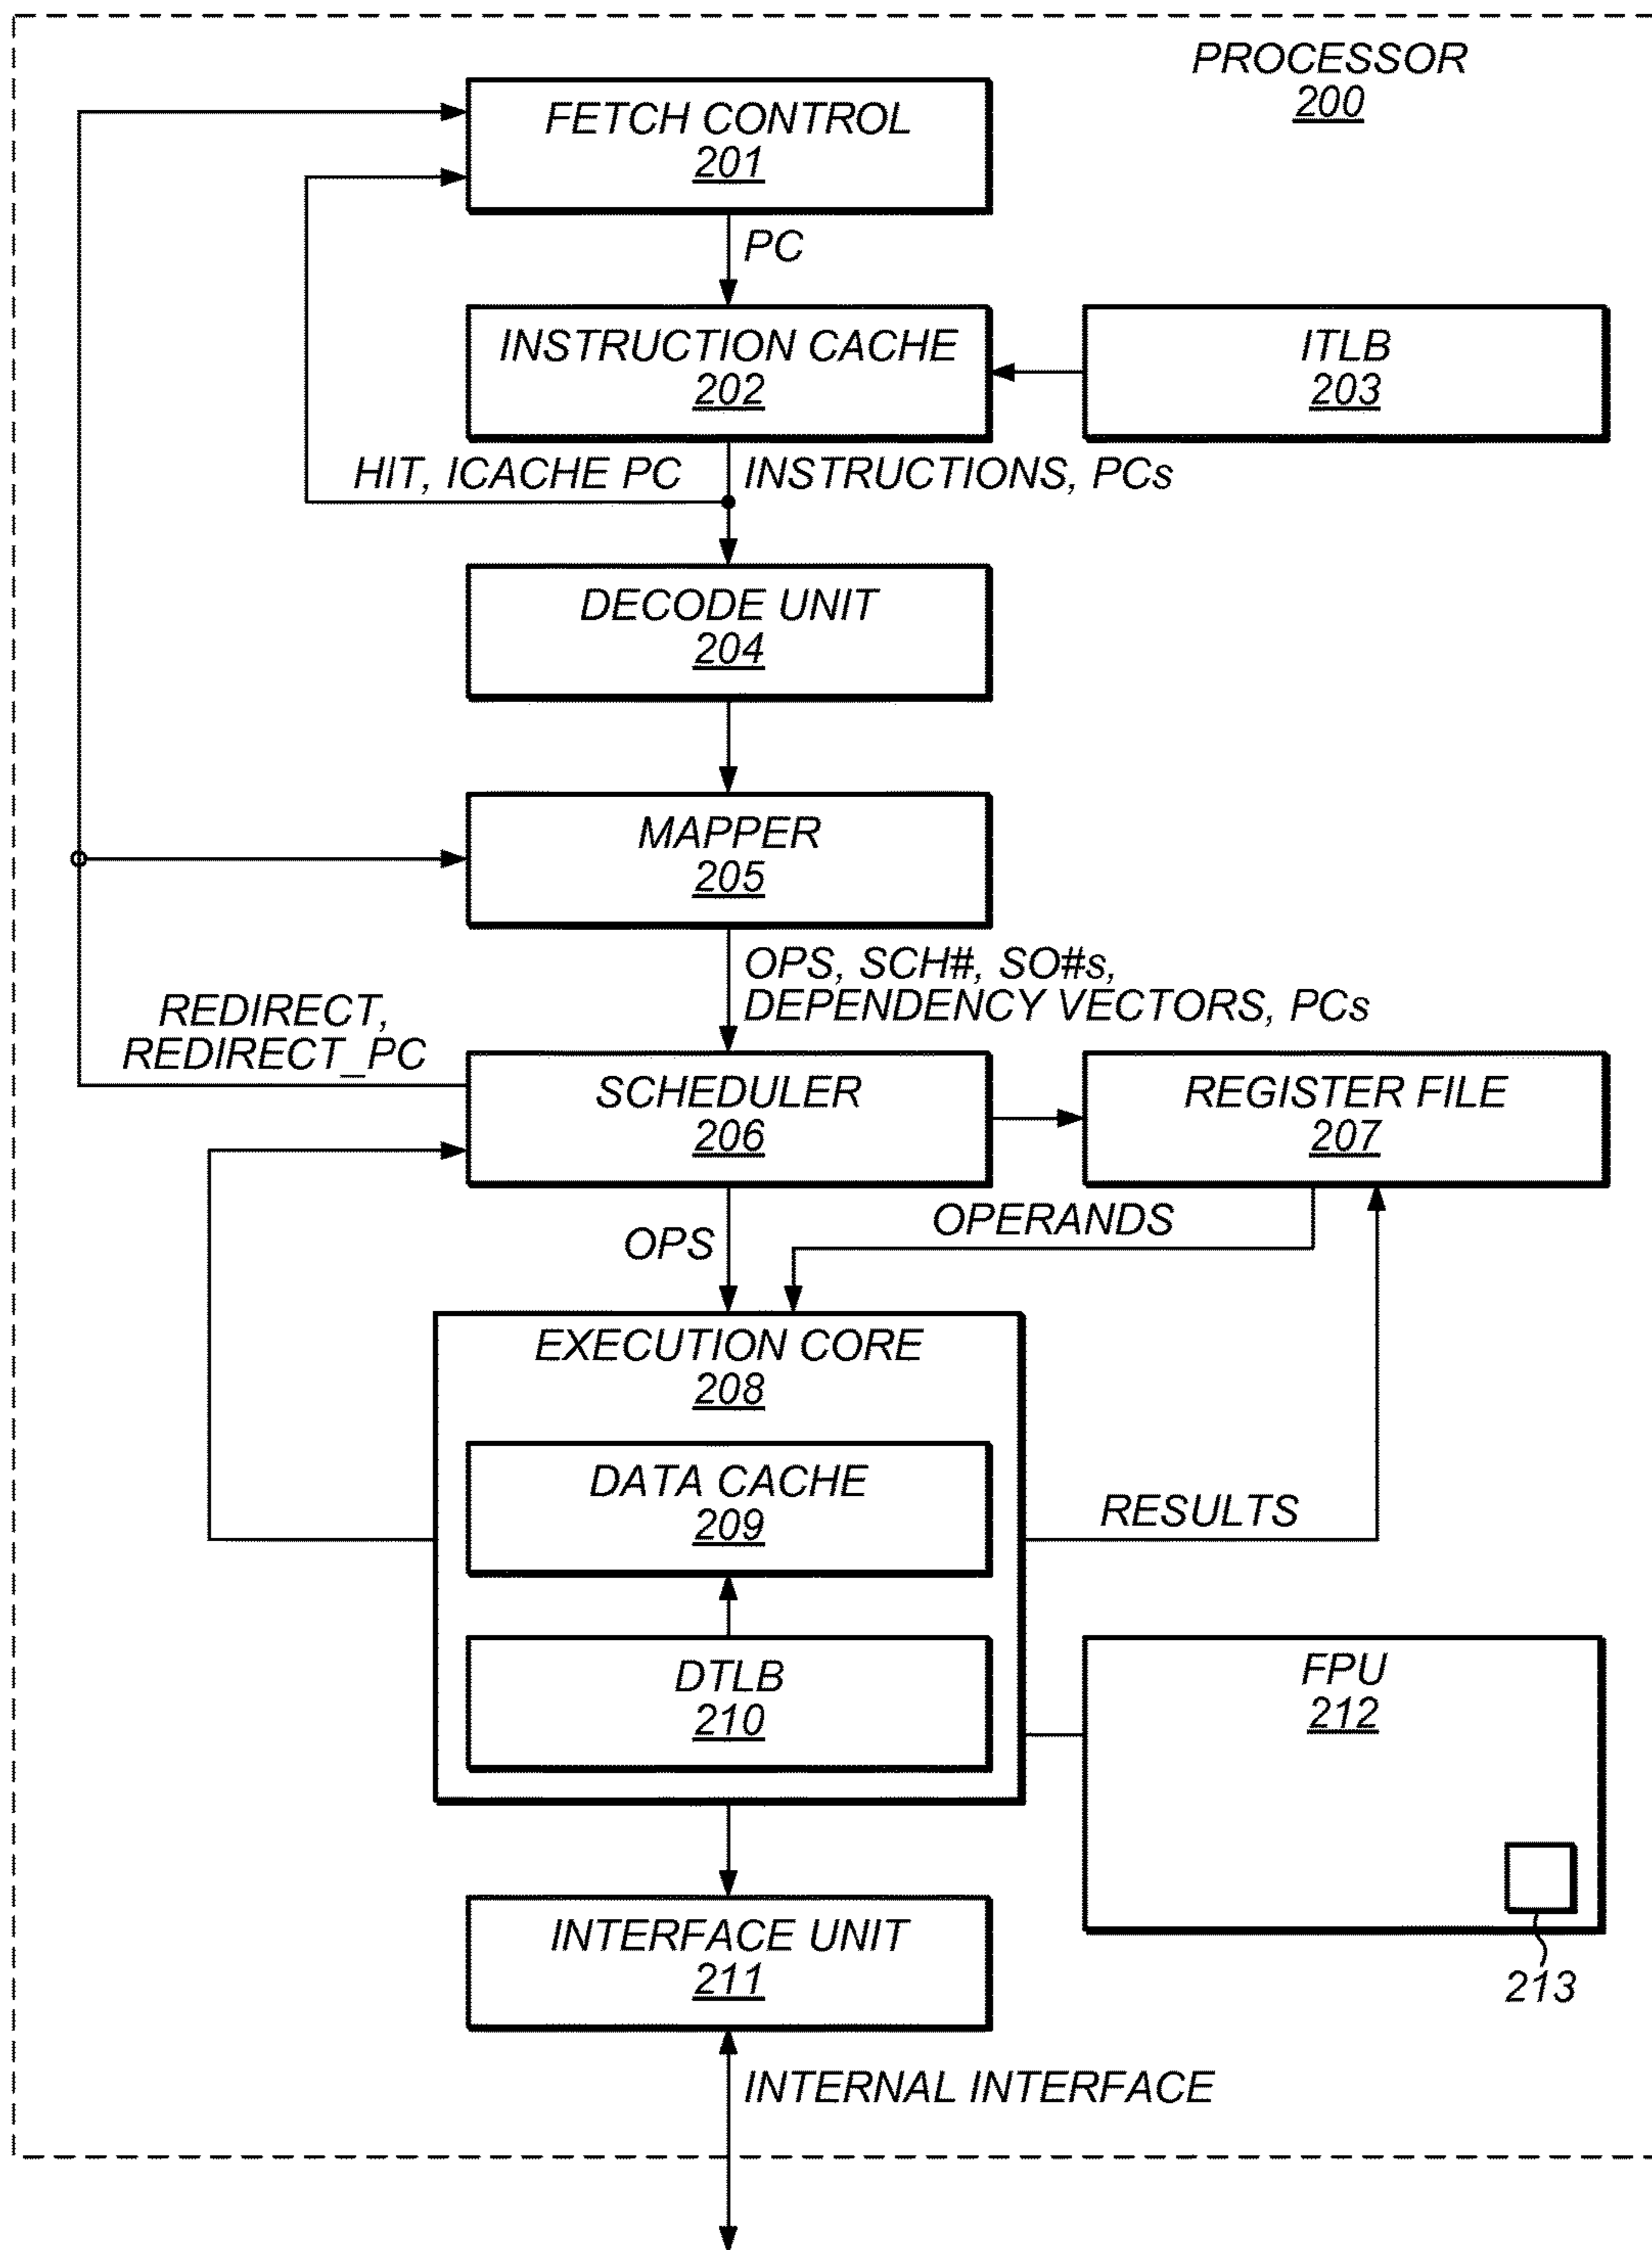 PROCESSOR
200
FETCH CONTROL
201
PC
INSTRUCTION CACHE
202
ITLB
203
HIT, ICACHE PC
INSTRUCTIONS, PCs
DECODE UNIT
204
MAPPER
205
OPS, SCH#, SO#s,
DEPENDENCY VECTORS, PCs
REDIRECT,
REDIRECT_PC
SCHEDULER
206
REGISTER FILE
207
OPS
OPERANDS
EXECUTION CORE
208
DATA CACHE
209
RESULTS
DTLB
210
FPU
212
213
INTERFACE UNIT
211
INTERNAL INTERFACE